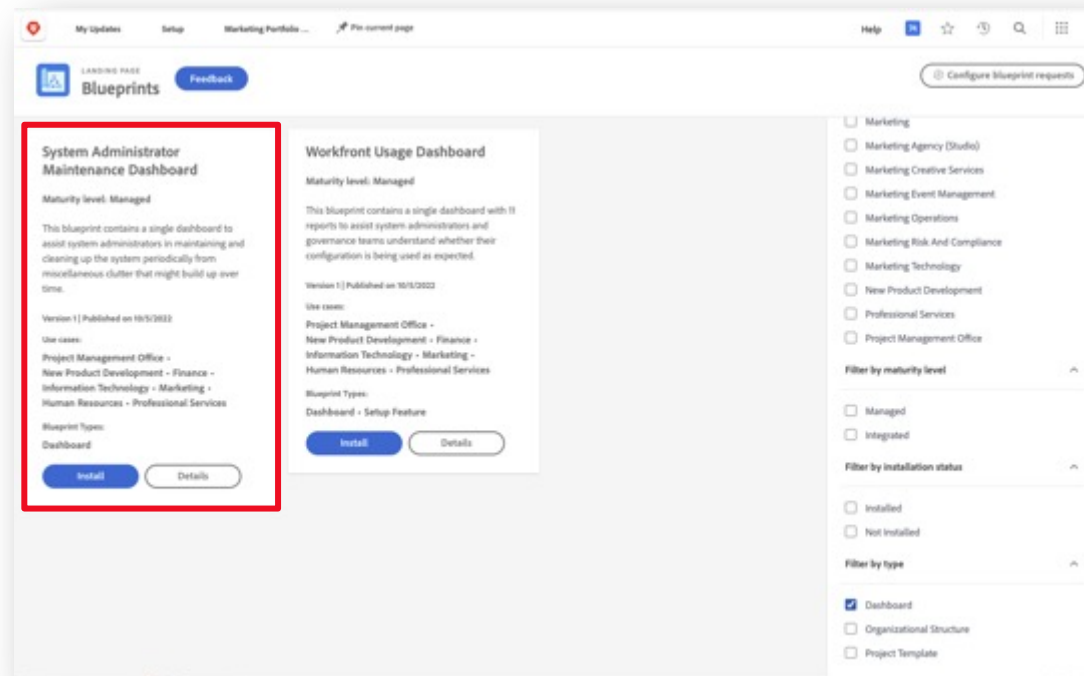 My Updates Setup Marketing Portfolio ... Pin current page Help
LANDING PAGE
Blueprints
Feedback
Configure blueprint requests
System Administrator
Maintenance Dashboard
Maturity level: Managed
This blueprint contains a single dashboard to
assist system administrators in maintaining and
cleaning up the system periodically from
miscellaneous clutter that might build up over
time.
Version 1 | Published on 10/5/2022
Use cases:
Project Management Office •
New Product Development • Finance •
Information Technology • Marketing •
Human Resources • Professional Services
Blueprint Types:
Dashboard
Install
Details
Workfront Usage Dashboard
Maturity level: Managed
This blueprint contains a single dashboard with 11
reports to assist system administrators and
governance teams understand whether their
configuration is being used as expected.
Version 1 | Published on 10/5/2022
Use cases:
Project Management Office •
New Product Development • Finance •
Information Technology • Marketing •
Human Resources • Professional Services
Blueprint Types:
Dashboard • Setup Feature
Install
Details
Marketing
Marketing Agency (Studio)
Marketing Creative Services
Marketing Event Management
Marketing Operations
Marketing Risk And Compliance
Marketing Technology
New Product Development
Professional Services
Project Management Office
Filter by maturity level
Managed
Integrated
Filter by installation status
Installed
Not Installed
Filter by type
Dashboard
Organizational Structure
Project Template